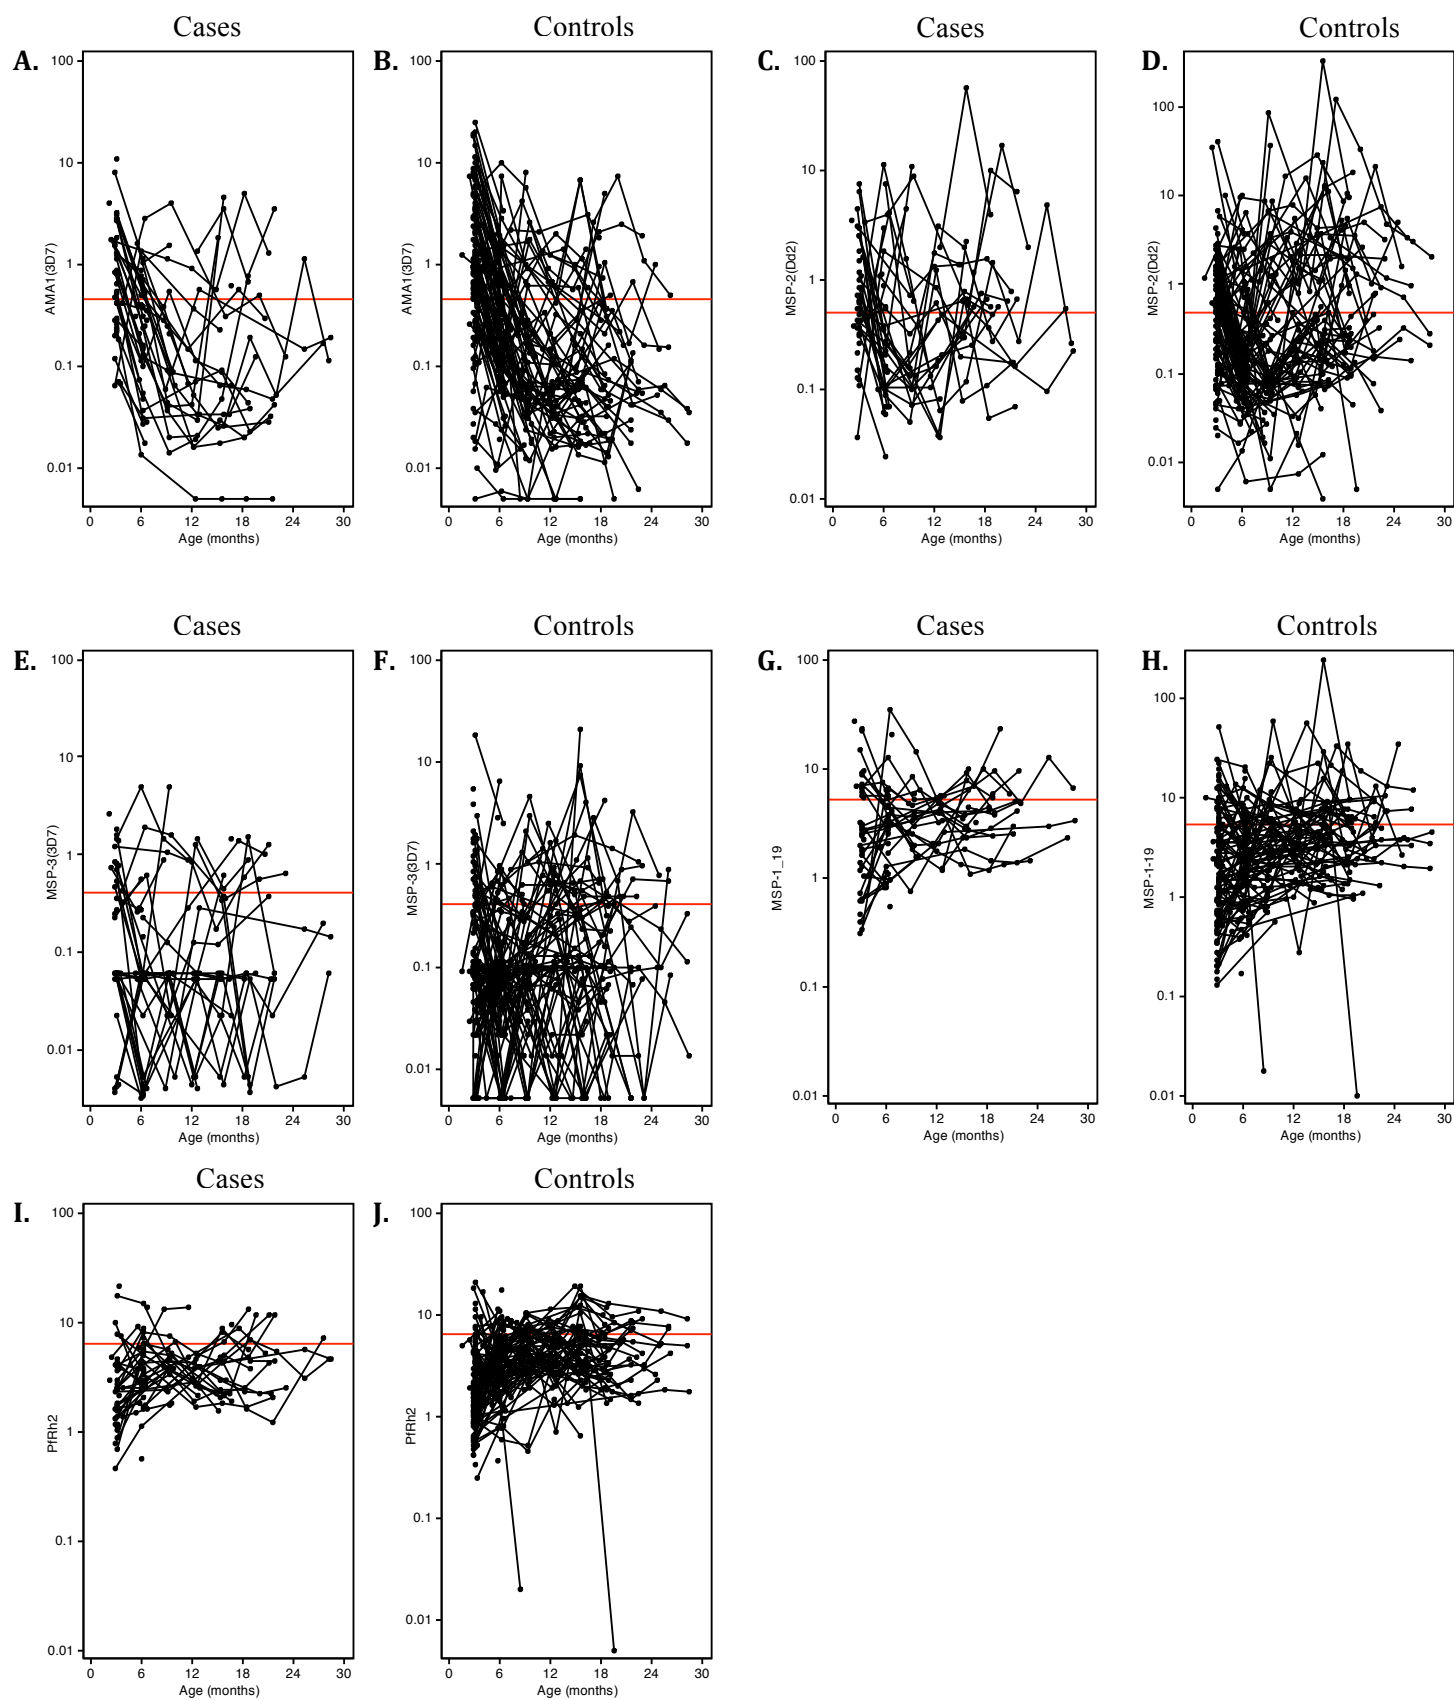 Cases
Controls
Cases
Controls
A.
B.
C.
D.
100
10
1
0.1
0.01
AMA1(3D7)
0 6 12 18 24 30
Age (months)
100
10
1
0.1
0.01
AMA1(3D7)
0 6 12 18 24 30
Age (months)
100
10
1
0.1
0.01
MSP-2(Dd2)
0 6 12 18 24 30
Age (months)
100
10
1
0.1
0.01
MSP-2(Dd2)
0 6 12 18 24 30
Age (months)
Cases
Controls
Cases
Controls
E.
F.
G.
H.
100
10
1
0.1
0.01
MSP-3(3D7)
0 6 12 18 24 30
Age (months)
100
10
1
0.1
0.01
MSP-3(3D7)
0 6 12 18 24 30
Age (months)
100
10
1
0.1
0.01
MSP-1_19
0 6 12 18 24 30
Age (months)
100
10
1
0.1
0.01
MSP-1-19
0 6 12 18 24 30
Age (months)
Cases
Controls
I.
J.
100
10
1
0.1
0.01
PfRh2
0 6 12 18 24 30
Age (months)
100
10
1
0.1
0.01
PfRh2
0 6 12 18 24 30
Age (months)